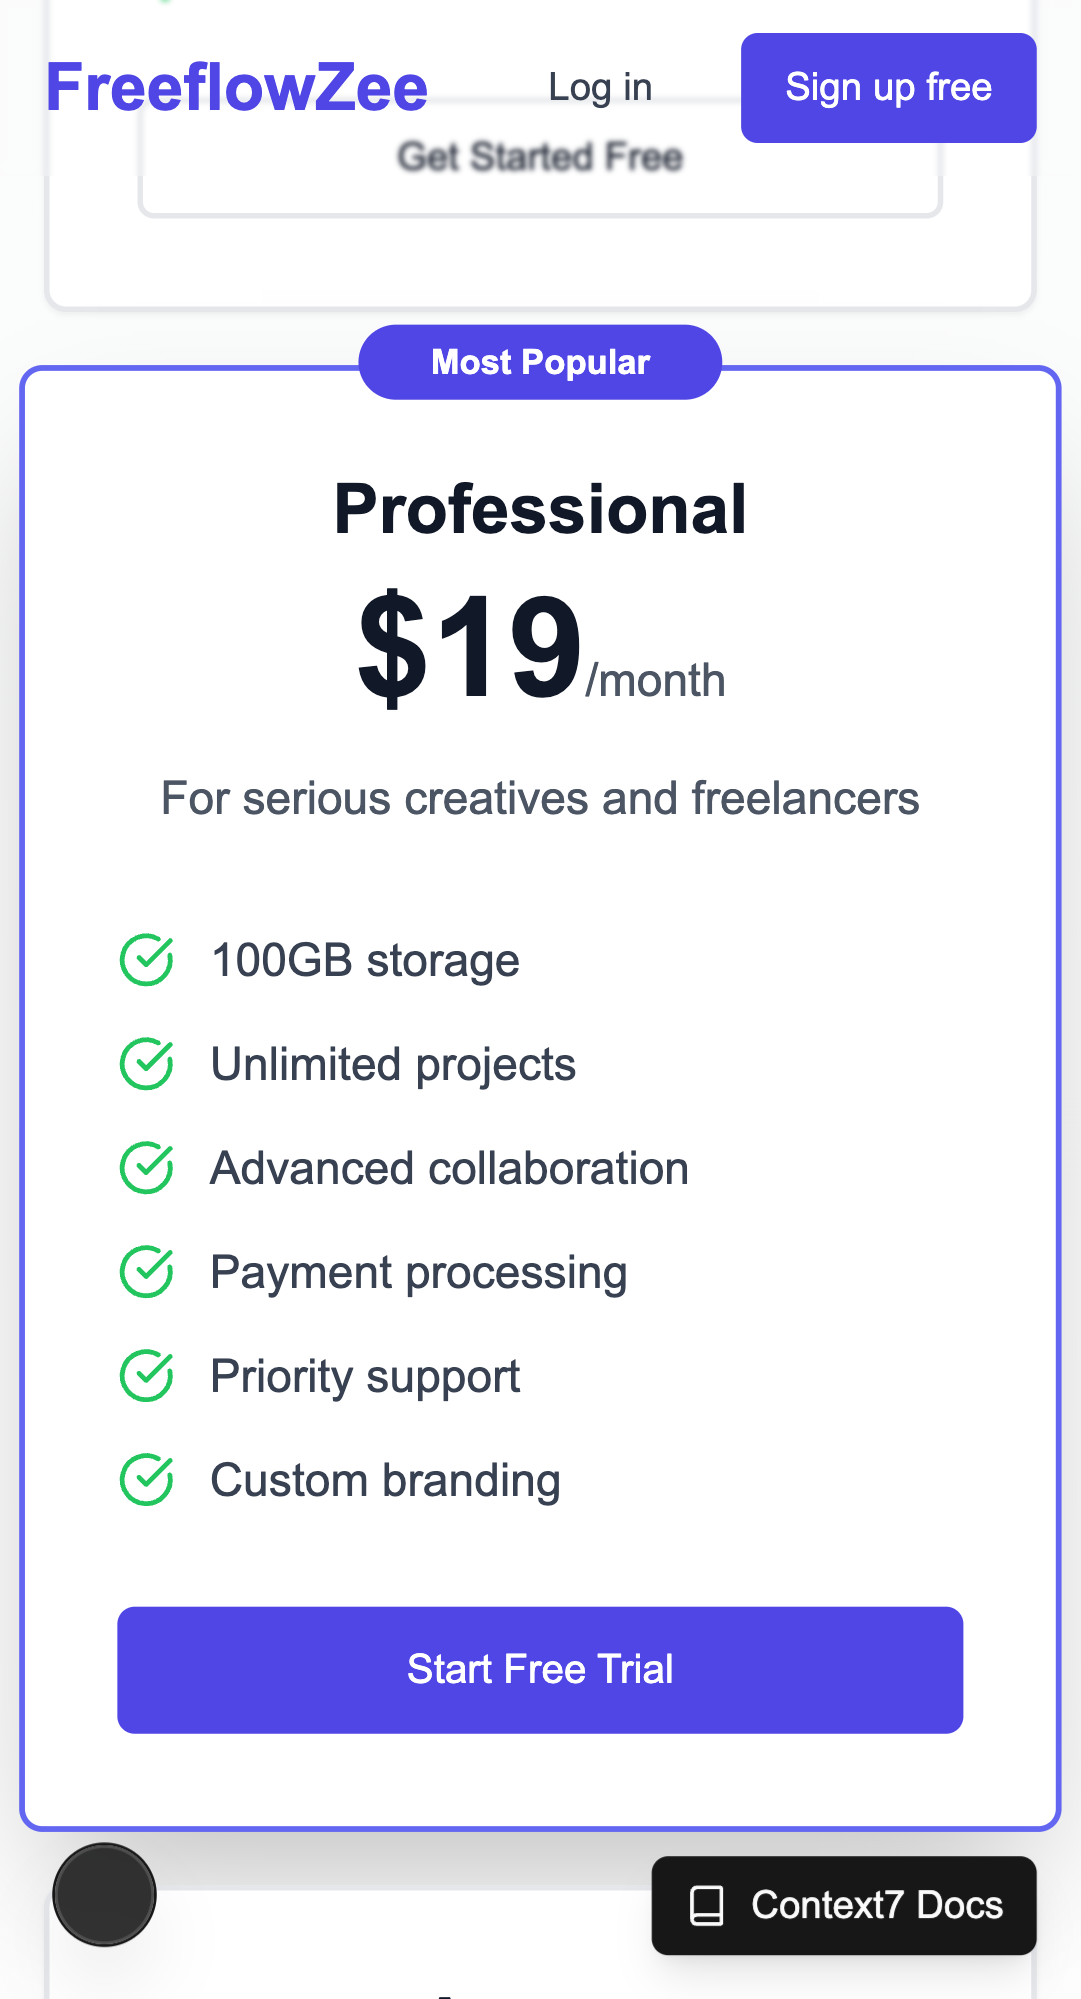 FreeflowZee
Log in
Sign up free
Get Started Free
Most Popular
Professional
$19/month
For serious creatives and freelancers
100GB storage
Unlimited projects
Advanced collaboration
Payment processing
Priority support
Custom branding
Start Free Trial
Context7 Docs